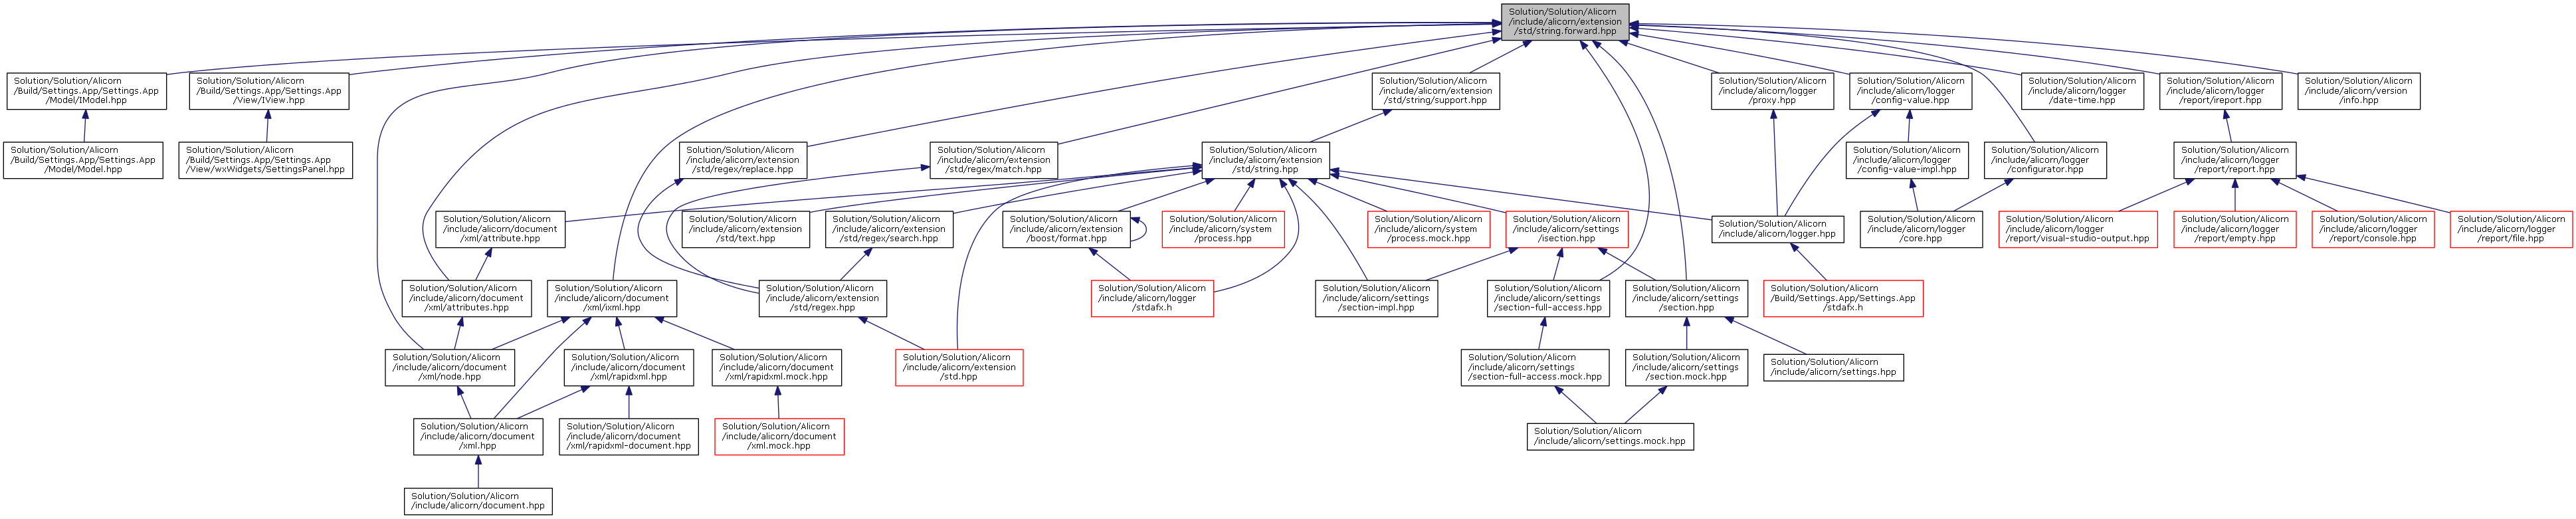 Solution/Solution/Alicorn
/include/alicorn/extension
/std/string.forward.hpp
Solution/Solution/Alicorn
/Build/Settings.App/Settings.App
/Model/IModel.hpp
Solution/Solution/Alicorn
/Build/Settings.App/Settings.App
/View/IView.hpp
Solution/Solution/Alicorn
/include/alicorn/extension
/std/string/support.hpp
Solution/Solution/Alicorn
/include/alicorn/logger
/proxy.hpp
Solution/Solution/Alicorn
/include/alicorn/logger
/config-value.hpp
Solution/Solution/Alicorn
/include/alicorn/logger
/date-time.hpp
Solution/Solution/Alicorn
/include/alicorn/logger
/report/ireport.hpp
Solution/Solution/Alicorn
/include/alicorn/version
/info.hpp
Solution/Solution/Alicorn
/Build/Settings.App/Settings.App
/Model/Model.hpp
Solution/Solution/Alicorn
/Build/Settings.App/Settings.App
/View/wxWidgets/SettingsPanel.hpp
Solution/Solution/Alicorn
/include/alicorn/extension
/std/regex/replace.hpp
Solution/Solution/Alicorn
/include/alicorn/extension
/std/regex/match.hpp
Solution/Solution/Alicorn
/include/alicorn/extension
/std/string.hpp
Solution/Solution/Alicorn
/include/alicorn/logger
/config-value-impl.hpp
Solution/Solution/Alicorn
/include/alicorn/logger
/configurator.hpp
Solution/Solution/Alicorn
/include/alicorn/logger
/report/report.hpp
Solution/Solution/Alicorn
/include/alicorn/document
/xml/attribute.hpp
Solution/Solution/Alicorn
/include/alicorn/extension
/std/text.hpp
Solution/Solution/Alicorn
/include/alicorn/extension
/std/regex/search.hpp
Solution/Solution/Alicorn
/include/alicorn/extension
/boost/format.hpp
Solution/Solution/Alicorn
/include/alicorn/system
/process.hpp
Solution/Solution/Alicorn
/include/alicorn/system
/process.mock.hpp
Solution/Solution/Alicorn
/include/alicorn/settings
/isection.hpp
Solution/Solution/Alicorn
/include/alicorn/logger.hpp
Solution/Solution/Alicorn
/include/alicorn/logger
/core.hpp
Solution/Solution/Alicorn
/include/alicorn/logger
/report/visual-studio-output.hpp
Solution/Solution/Alicorn
/include/alicorn/logger
/report/empty.hpp
Solution/Solution/Alicorn
/include/alicorn/logger
/report/console.hpp
Solution/Solution/Alicorn
/include/alicorn/logger
/report/file.hpp
Solution/Solution/Alicorn
/include/alicorn/document
/xml/attributes.hpp
Solution/Solution/Alicorn
/include/alicorn/document
/xml/ixml.hpp
Solution/Solution/Alicorn
/include/alicorn/extension
/std/regex.hpp
Solution/Solution/Alicorn
/include/alicorn/logger
/stdafx.h
Solution/Solution/Alicorn
/include/alicorn/settings
/section-impl.hpp
Solution/Solution/Alicorn
/include/alicorn/settings
/section-full-access.hpp
Solution/Solution/Alicorn
/include/alicorn/settings
/section.hpp
Solution/Solution/Alicorn
/Build/Settings.App/Settings.App
/stdafx.h
Solution/Solution/Alicorn
/include/alicorn/document
/xml/node.hpp
Solution/Solution/Alicorn
/include/alicorn/document
/xml/rapidxml.hpp
Solution/Solution/Alicorn
/include/alicorn/document
/xml/rapidxml.mock.hpp
Solution/Solution/Alicorn
/include/alicorn/extension
/std.hpp
Solution/Solution/Alicorn
/include/alicorn/settings
/section-full-access.mock.hpp
Solution/Solution/Alicorn
/include/alicorn/settings
/section.mock.hpp
Solution/Solution/Alicorn
/include/alicorn/settings.hpp
Solution/Solution/Alicorn
/include/alicorn/document
/xml.hpp
Solution/Solution/Alicorn
/include/alicorn/document
/xml/rapidxml-document.hpp
Solution/Solution/Alicorn
/include/alicorn/document
/xml.mock.hpp
Solution/Solution/Alicorn
/include/alicorn/settings.mock.hpp
Solution/Solution/Alicorn
/include/alicorn/document.hpp